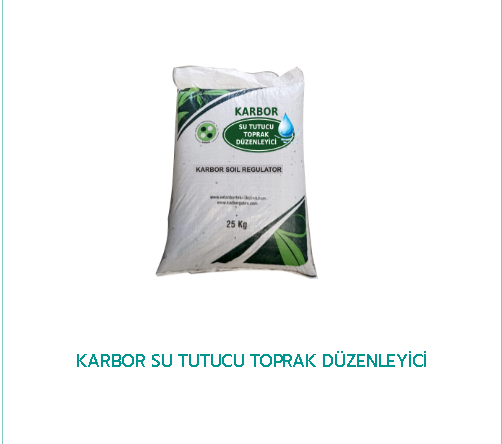 KARBOR
SU TUTUCU
TOPRAK
DÜZENLEYİCİ
KARBOR SOIL REGULATOR
25 Kg
KARBOR SU TUTUCU TOPRAK DÜZENLEYİCİ